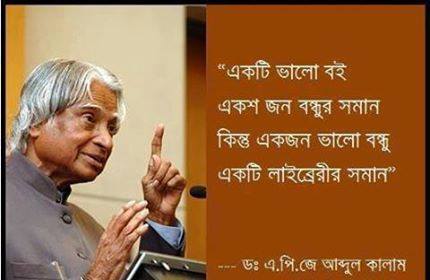 “একটি ভালো বই
একশ জন বন্ধুর সমান
কিন্তু একজন ভালো বন্ধু
একটি লাইব্রেরীর সমান”
--- ডঃ এ.পি.জে আব্দুল কালাম